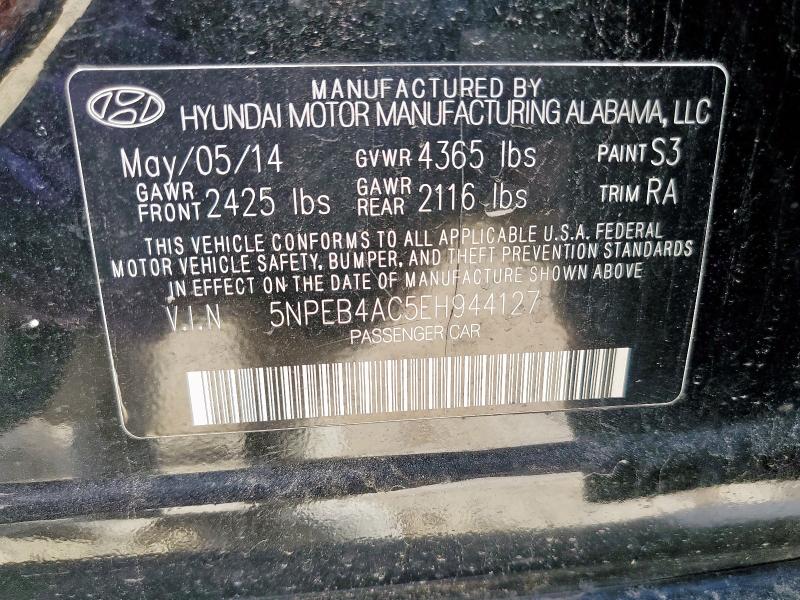 MANUFACTURED BY
HYUNDAI MOTOR MANUFACTURING ALABAMA, LLC
May/05/14 GVWR 4365 lbs PAINT S3
GAWR FRONT 2425 lbs GAWR REAR 2116 lbs TRIM RA
THIS VEHICLE CONFORMS TO ALL APPLICABLE U.S.A. FEDERAL
MOTOR VEHICLE SAFETY, BUMPER, AND THEFT PREVENTION STANDARDS
IN EFFECT ON THE DATE OF MANUFACTURE SHOWN ABOVE
V.I.N 5NPEB4AC5EH944127
PASSENGER CAR